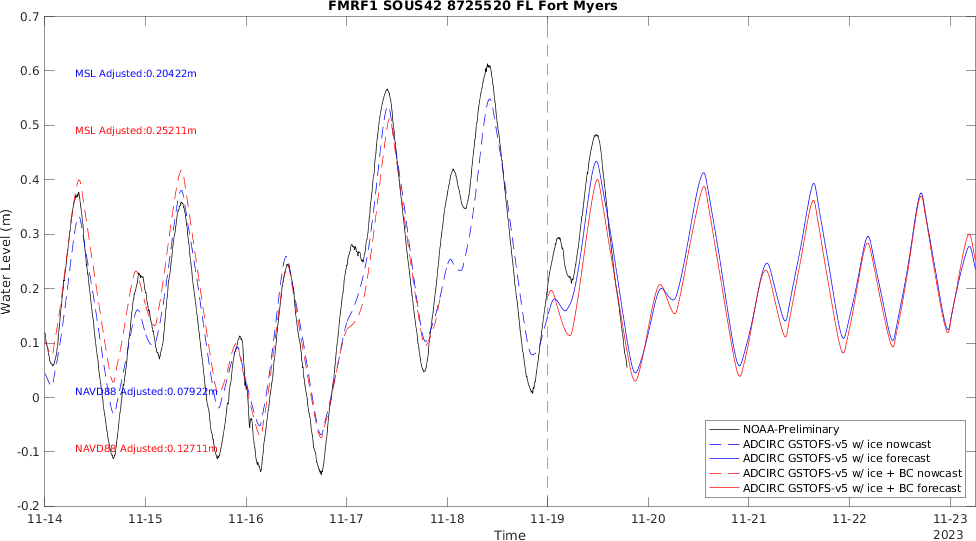 FMRF1 SOUS42 8725520 FL Fort Myers
0.7
0.6
0.5
0.4
0.3
0.2
0.1
0
-0.1
-0.2
Water Level (m)
MSL Adjusted:0.20422m
MSL Adjusted:0.25211m
NAVD88 Adjusted:0.07922m
NAVD88 Adjusted:0.12711m
NOAA-Preliminary
ADCIRC GSTOFS-v5 w/ ice nowcast
ADCIRC GSTOFS-v5 w/ ice forecast
ADCIRC GSTOFS-v5 w/ ice + BC nowcast
ADCIRC GSTOFS-v5 w/ ice + BC forecast
11-14 11-15 11-16 11-17 11-18 11-19 11-20 11-21 11-22 11-23
Time
2023